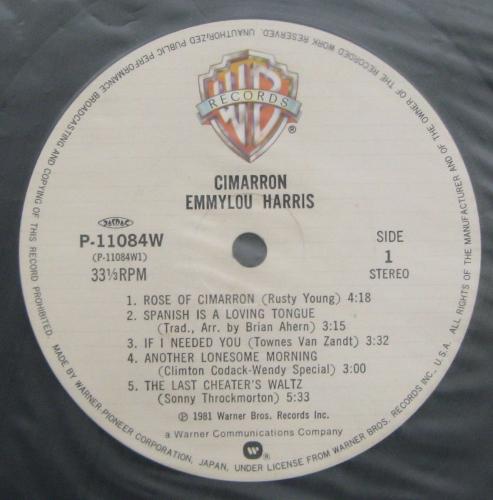 WB
RECORDS
®
CIMARRON
EMMYLOU HARRIS
JASRAC
P-11084W
(P-11084W1)
33⅓RPM
SIDE
1
STEREO
1. ROSE OF CIMARRON (Rusty Young) 4:18
2. SPANISH IS A LOVING TONGUE
(Trad., Arr. by Brian Ahern) 3:15
3. IF I NEEDED YOU (Townes Van Zandt) 3:32
4. ANOTHER LONESOME MORNING
(Climton Codack-Wendy Special) 3:00
5. THE LAST CHEATER'S WALTZ
(Sonny Throckmorton) 5:33
℗ 1981 Warner Bros. Records Inc.
a Warner Communications Company
W®
MADE BY WARNER-PIONEER CORPORATION, JAPAN, UNDER LICENSE FROM WARNER BROS. RECORDS INC., U.S.A. ALL RIGHTS OF THE MANUFACTURER AND OF THE OWNER OF THE RECORDED WORK RESERVED. UNAUTHORIZED PUBLIC PERFORMANCE BROADCASTING AND COPYING OF THIS RECORD PROHIBITED.